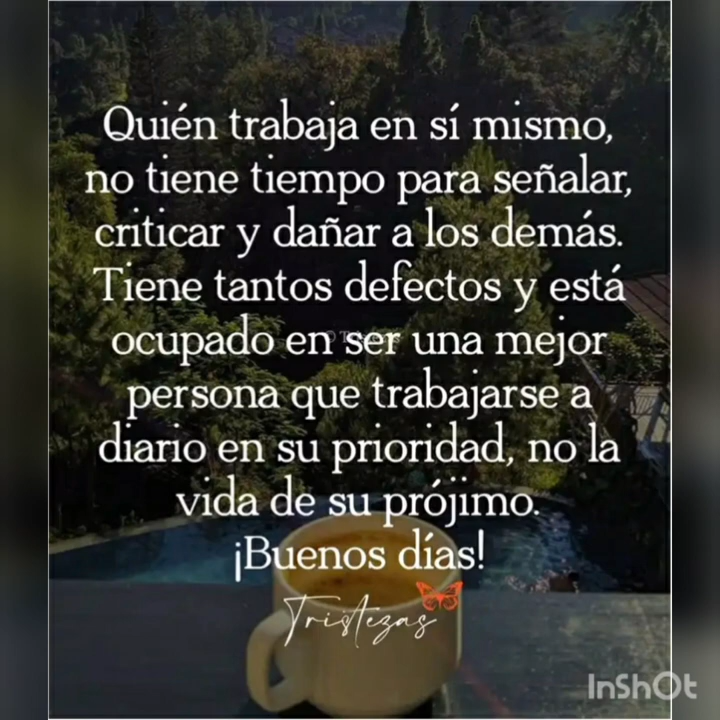 Quién trabaja en sí mismo,
no tiene tiempo para señalar,
criticar y dañar a los demás.
Tiene tantos defectos y está
ocupado en ser una mejor
persona que trabajarse a
diario en su prioridad, no la
vida de su prójimo.
¡Buenos días!
Tristezas
InShOt